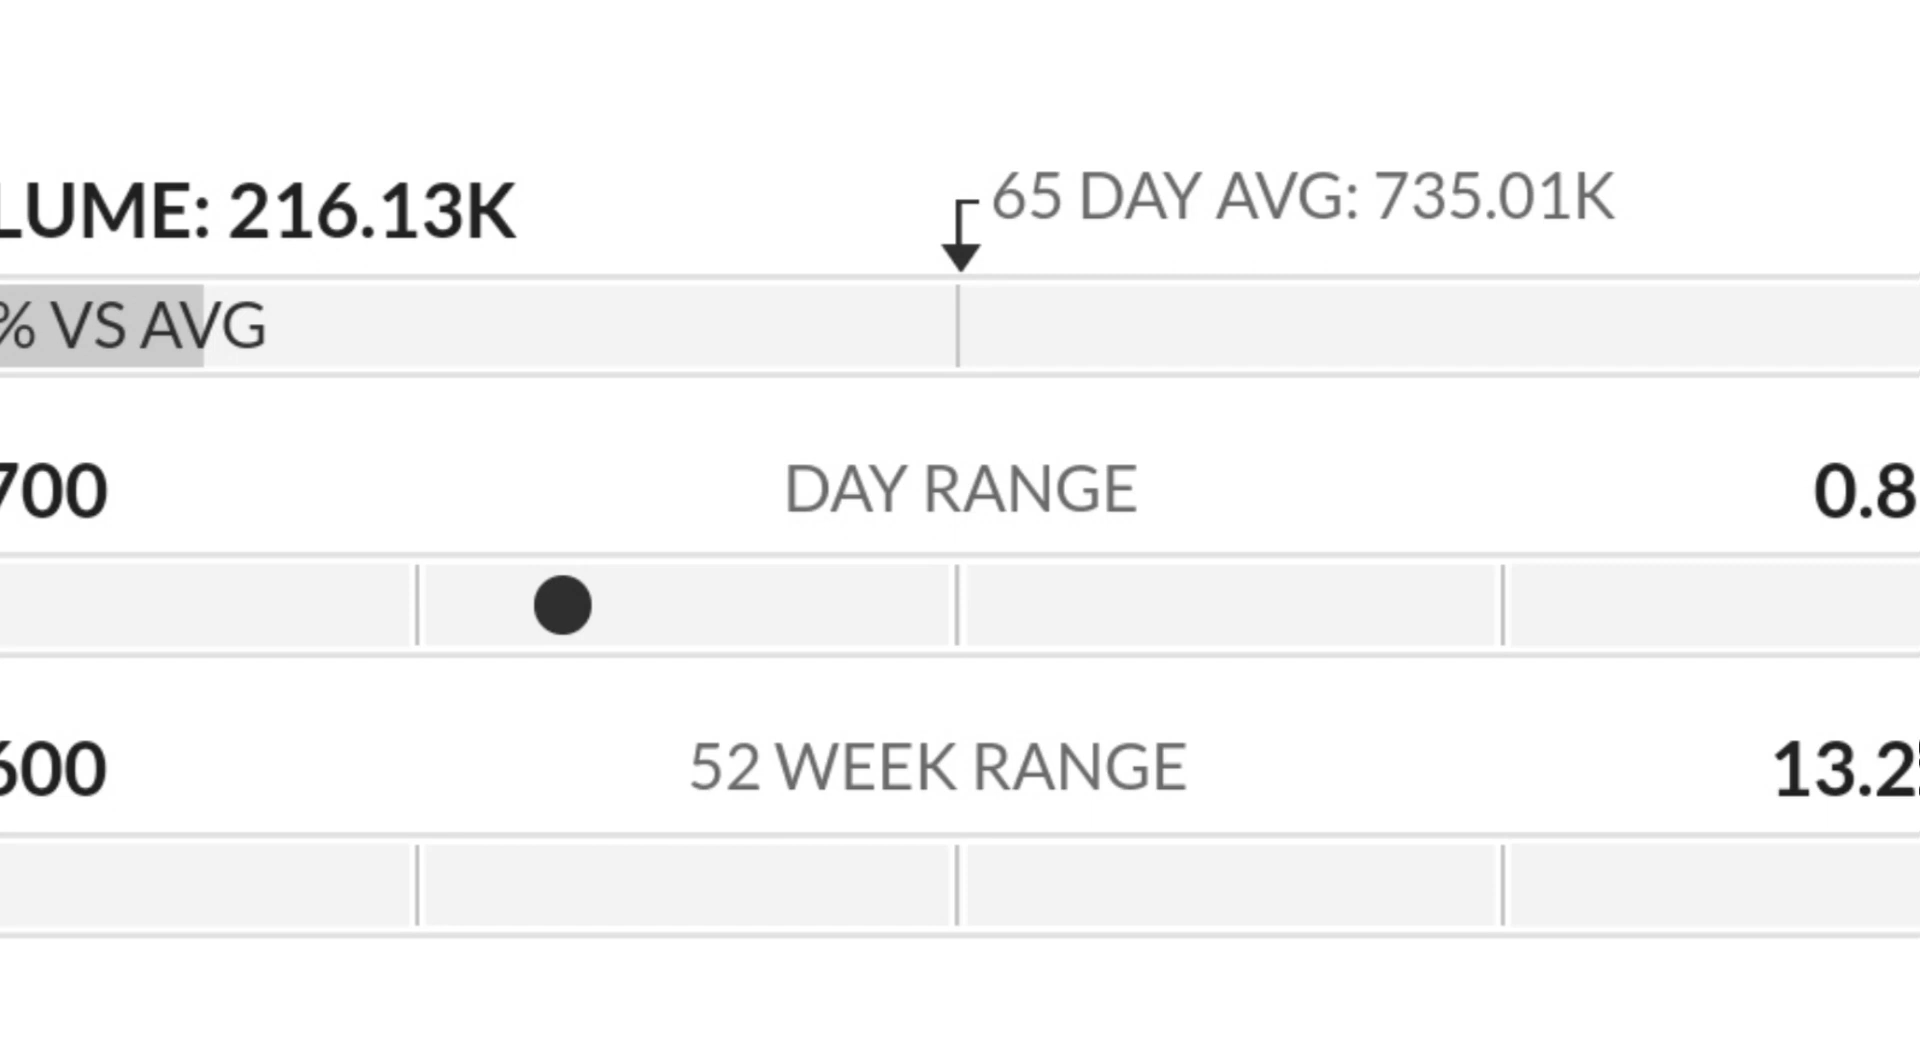 LUME: 216.13K
65 DAY AVG: 735.01K
% VS AVG
700 DAY RANGE 0.8
600 52 WEEK RANGE 13.2